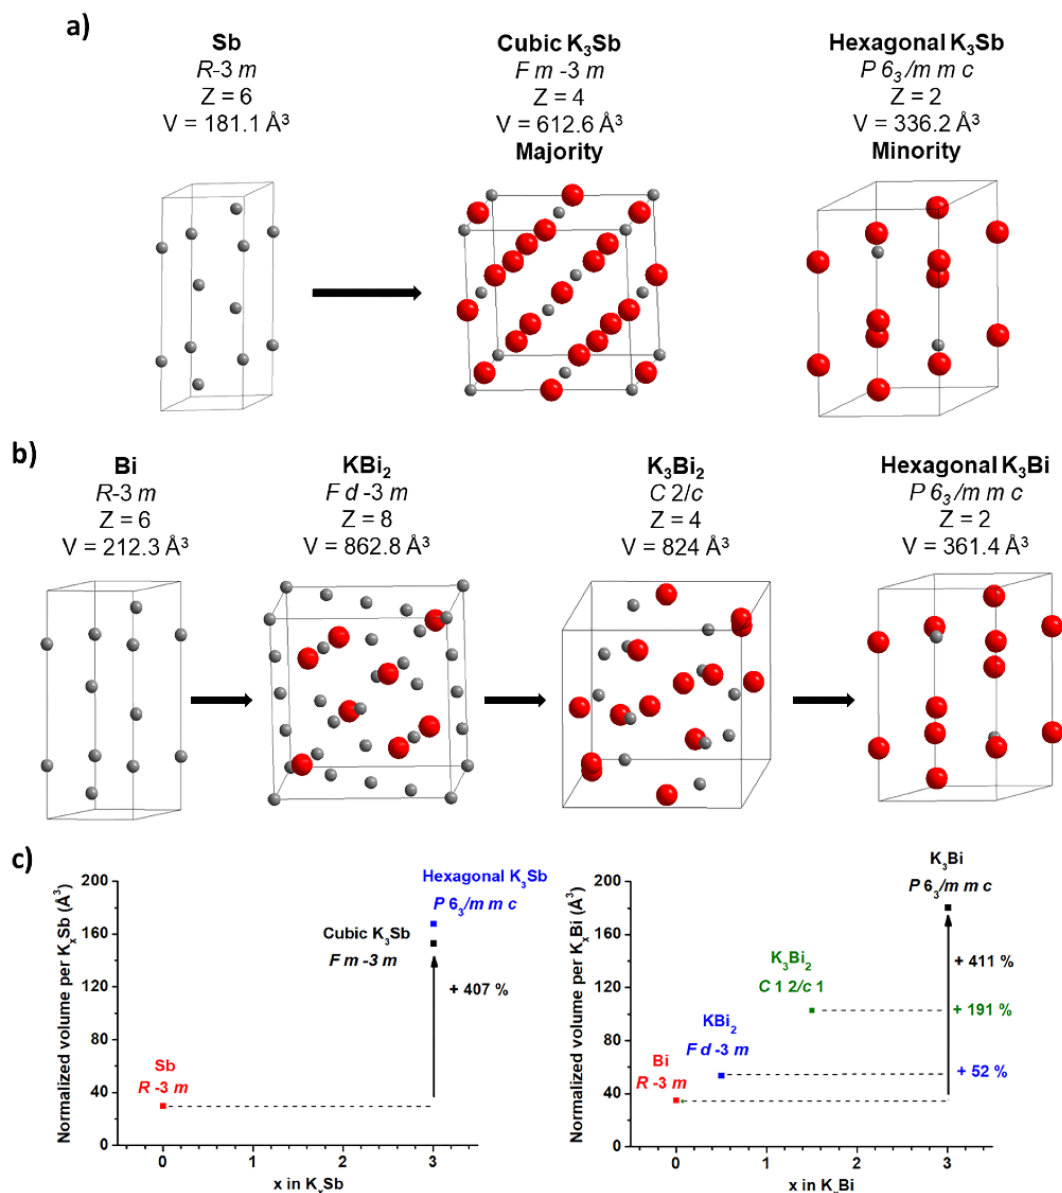 a)
Sb
R-3 m
Z = 6
V = 181.1 Å³
Cubic K₃Sb
F m -3 m
Z = 4
V = 612.6 Å³
Majority
Hexagonal K₃Sb
P 6₃/m m c
Z = 2
V = 336.2 Å³
Minority
b)
Bi
R-3 m
Z = 6
V = 212.3 Å³
KBi₂
F d -3 m
Z = 8
V = 862.8 Å³
K₃Bi₂
C 2/c
Z = 4
V = 824 Å³
Hexagonal K₃Bi
P 6₃/m m c
Z = 2
V = 361.4 Å³
c)
Normalized volume per KₓSb (Å³)
200
160
120
80
40
0
Hexagonal K₃Sb
P 6₃/m m c
Cubic K₃Sb
F m -3 m
+ 407 %
Sb
R -3 m
0
1
2
3
x in KₓSb
Normalized volume per KₓBi (Å³)
200
160
120
80
40
0
K₃Bi
P 6₃/m m c
+ 411 %
K₃Bi₂
C 1 2/c 1
+ 191 %
KBi₂
F d -3 m
+ 52 %
Bi
R -3 m
0
1
2
3
x in KₓBi